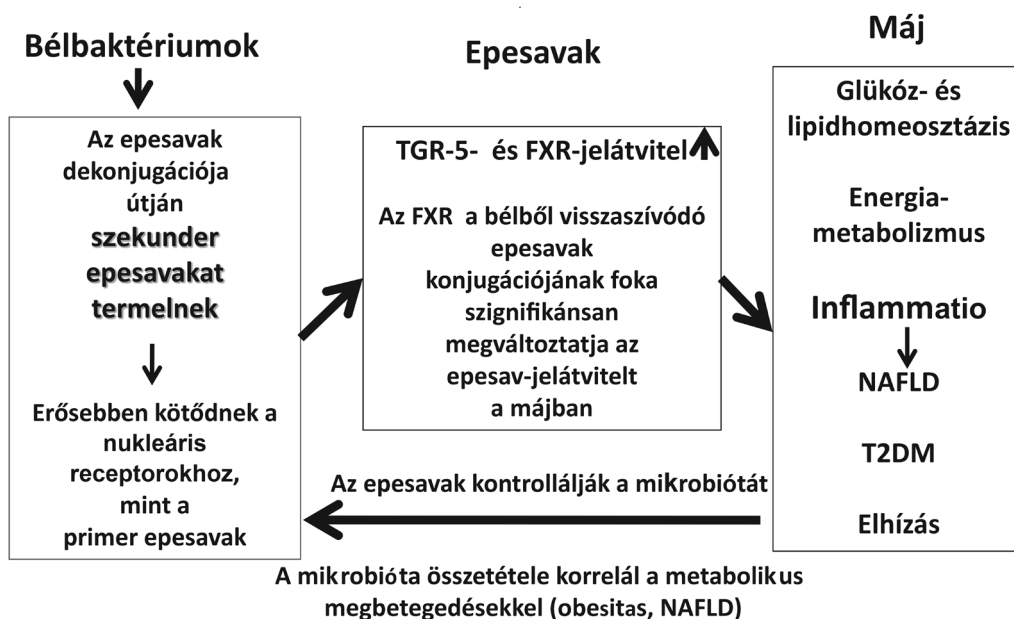 Bélbaktériumok
Az epesavak
dekonjugációja
útján
szekunder
epesavakat
termelnek
Erősebben kötődnek a
nukleáris
receptorokhoz,
mint a
primer epesavak
Epesavak
TGR-5- és FXR-jelátvitel
Az FXR a bélből visszaszívódó
epesavak
konjugációjának foka
szignifikánsan
megváltoztatja az
epesav-jelátvitelt
a májban
Máj
Glükóz- és
lipidhomeosztázis
Energia-
metabolizmus
Inflammatio
NAFLD
T2DM
Elhízás
Az epesavak kontrollálják a mikrobiótát
A mikrobióta összetétele korrelál a metabolikus
megbetegedésekkel (obesitas, NAFLD)